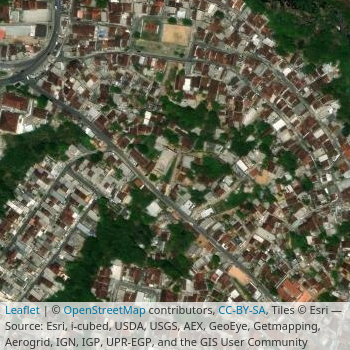 Leaflet | © OpenStreetMap contributors, CC-BY-SA, Tiles © Esri —
Source: Esri, i-cubed, USDA, USGS, AEX, GeoEye, Getmapping,
Aerogrid, IGN, IGP, UPR-EGP, and the GIS User Community